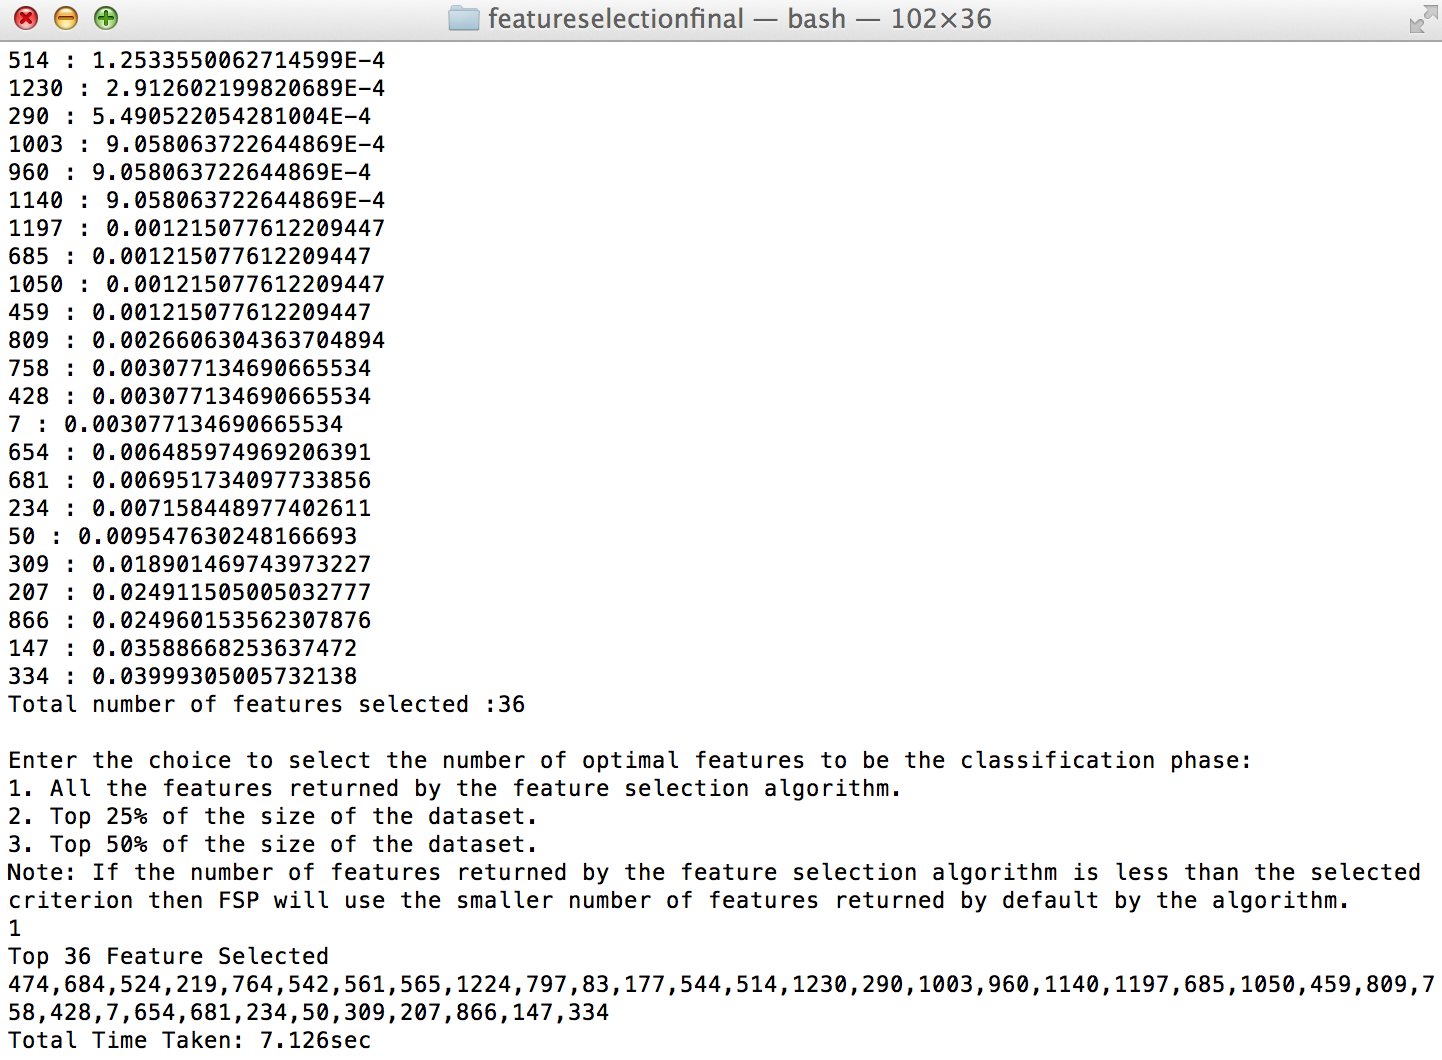 featureselectionfinal — bash — 102×36
514 : 1.2533550062714599E-4
1230 : 2.912602199820689E-4
290 : 5.490522054281004E-4
1003 : 9.058063722644869E-4
960 : 9.058063722644869E-4
1140 : 9.058063722644869E-4
1197 : 0.001215077612209447
685 : 0.001215077612209447
1050 : 0.001215077612209447
459 : 0.001215077612209447
809 : 0.0026606304363704894
758 : 0.003077134690665534
428 : 0.003077134690665534
7 : 0.003077134690665534
654 : 0.006485974969206391
681 : 0.006951734097733856
234 : 0.007158448977402611
50 : 0.009547630248166693
309 : 0.018901469743973227
207 : 0.024911505005032777
866 : 0.024960153562307876
147 : 0.03588668253637472
334 : 0.03999305005732138
Total number of features selected :36
Enter the choice to select the number of optimal features to be the classification phase:
1. All the features returned by the feature selection algorithm.
2. Top 25% of the size of the dataset.
3. Top 50% of the size of the dataset.
Note: If the number of features returned by the feature selection algorithm is less than the selected
criterion then FSP will use the smaller number of features returned by default by the algorithm.
1
Top 36 Feature Selected
474,684,524,219,764,542,561,565,1224,797,83,177,544,514,1230,290,1003,960,1140,1197,685,1050,459,809,7
58,428,7,654,681,234,50,309,207,866,147,334
Total Time Taken: 7.126sec